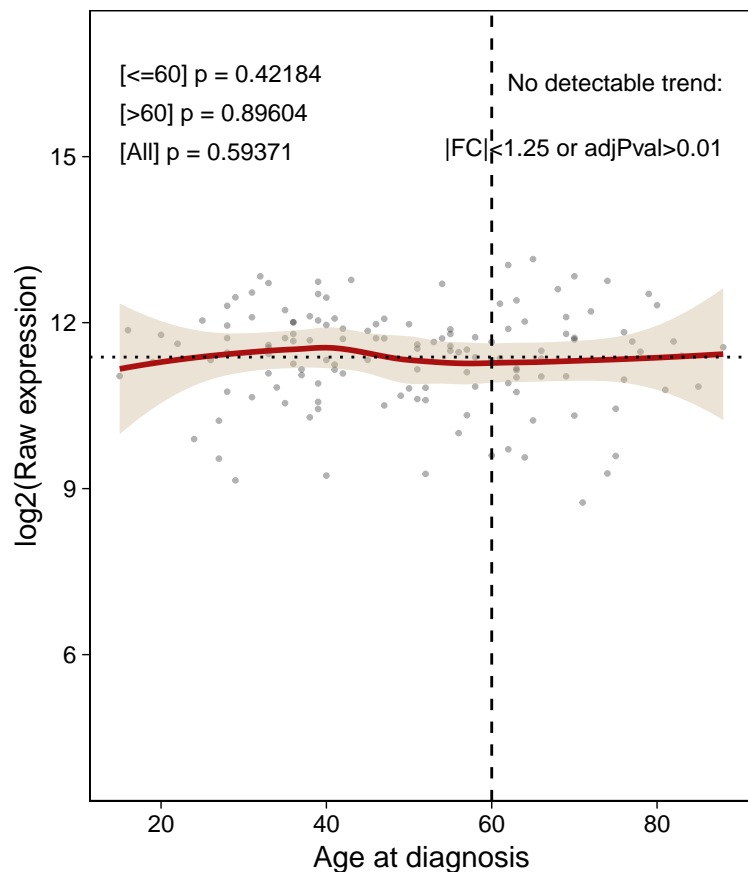 [<=60] p = 0.42184
[>60] p = 0.89604
[All] p = 0.59371
No detectable trend:
|FC|<1.25 or adjPval>0.01
log2(Raw expression)
15
12
9
6
20
40
60
80
Age at diagnosis